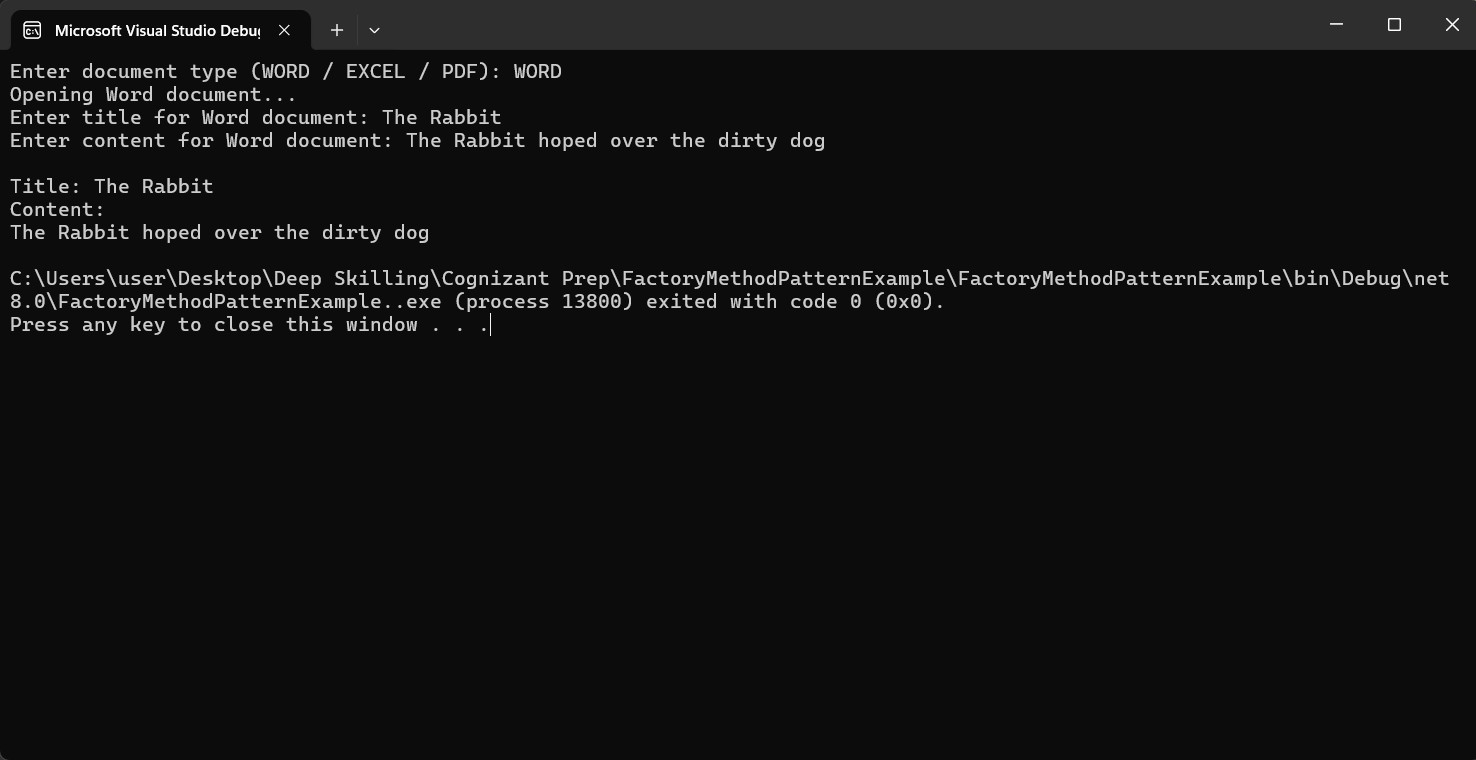 Microsoft Visual Studio Debu
Enter document type (WORD / EXCEL / PDF): WORD
Opening Word document...
Enter title for Word document: The Rabbit
Enter content for Word document: The Rabbit hoped over the dirty dog
Title: The Rabbit
Content:
The Rabbit hoped over the dirty dog
C:\Users\user\Desktop\Deep Skilling\Cognizant Prep\FactoryMethodPatternExample\FactoryMethodPatternExample\bin\Debug\net
8.0\FactoryMethodPatternExample..exe (process 13800) exited with code 0 (0x0).
Press any key to close this window . . .